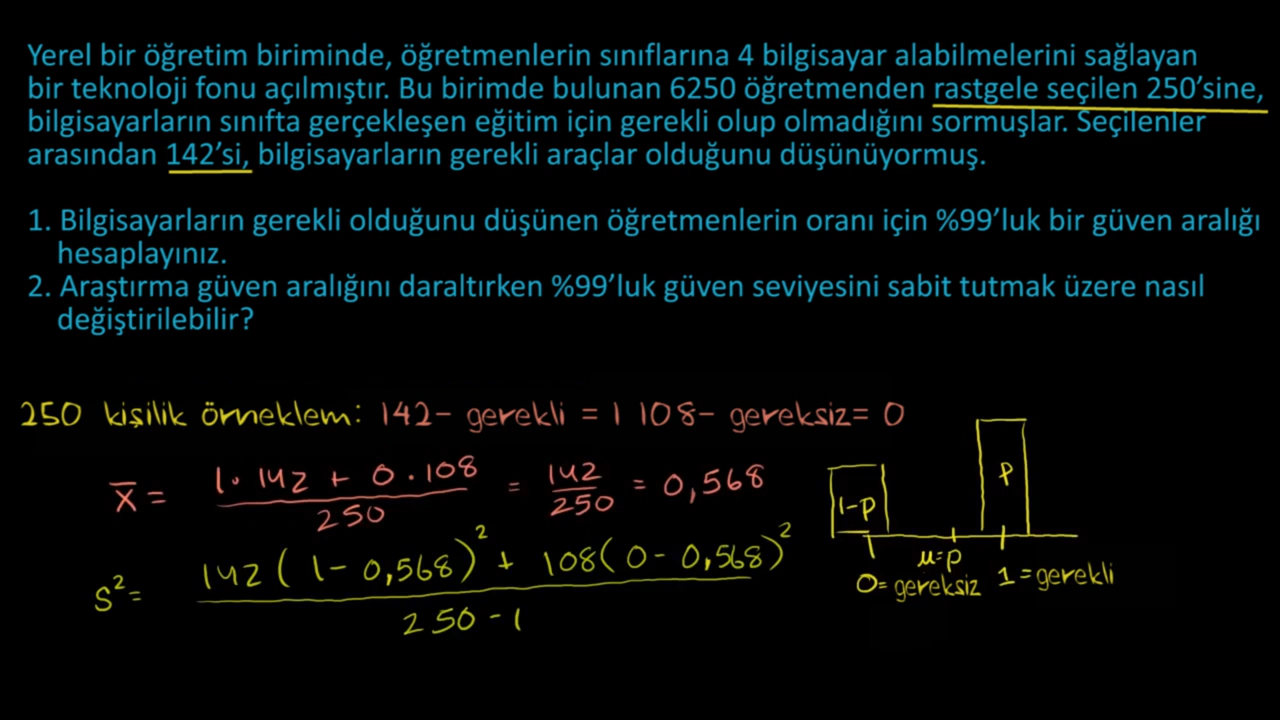 Yerel bir öğretim biriminde, öğretmenlerin sınıflarına 4 bilgisayar alabilmelerini sağlayan
bir teknoloji fonu açılmıştır. Bu birimde bulunan 6250 öğretmenden rastgele seçilen 250’sine,
bilgisayarların sınıfta gerçekleşen eğitim için gerekli olup olmadığını sormuşlar. Seçilenler
arasından 142’si, bilgisayarların gerekli araçlar olduğunu düşünüyormuş.
1. Bilgisayarların gerekli olduğunu düşünen öğretmenlerin oranı için %99’luk bir güven aralığı
hesaplayınız.
2. Araştırma güven aralığını daraltırken %99’luk güven seviyesini sabit tutmak üzere nasıl
değiştirilebilir?
250 kişilik örneklem: 142- gerekli = 1 108- gereksiz= 0
x̄ = (1. 142 + 0.108)/250 = 142/250 = 0,568
s² = (142(1-0,568)² + 108(0-0,568)²)/(250-1)
1-p
p
μ=p
0= gereksiz 1=gerekli